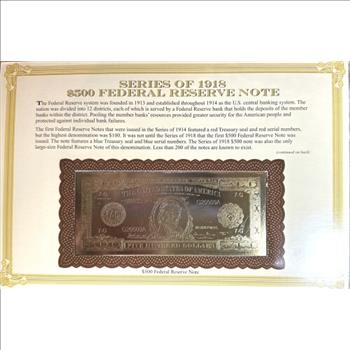 SERIES OF 1918
$500 FEDERAL RESERVE NOTE
The Federal Reserve system was founded in 1913 and established throughout 1914 as the U.S. central banking system. The
nation was divided into 12 districts, each of which is served by a Federal Reserve Bank that holds the deposits of the member
banks within the district. Pooling the member banks' resources provided greater security for the American people and
protected against individual bank failures.
The first Federal Reserve Notes that were issued in the Series of 1914 featured a red Treasury seal and red serial numbers,
but the highest denomination was $100. It was not until the Series of 1918 that the first $500 Federal Reserve Note was
issued. The note features a blue Treasury seal and blue serial numbers. The Series of 1918 $500 note was also the only
large-size Federal Reserve Note of this denomination. Less than 200 of the notes are known to exist.
(continued on back)
THE UNITED STATES OF AMERICA
FIVE HUNDRED DOLLARS
$500 Federal Reserve Note